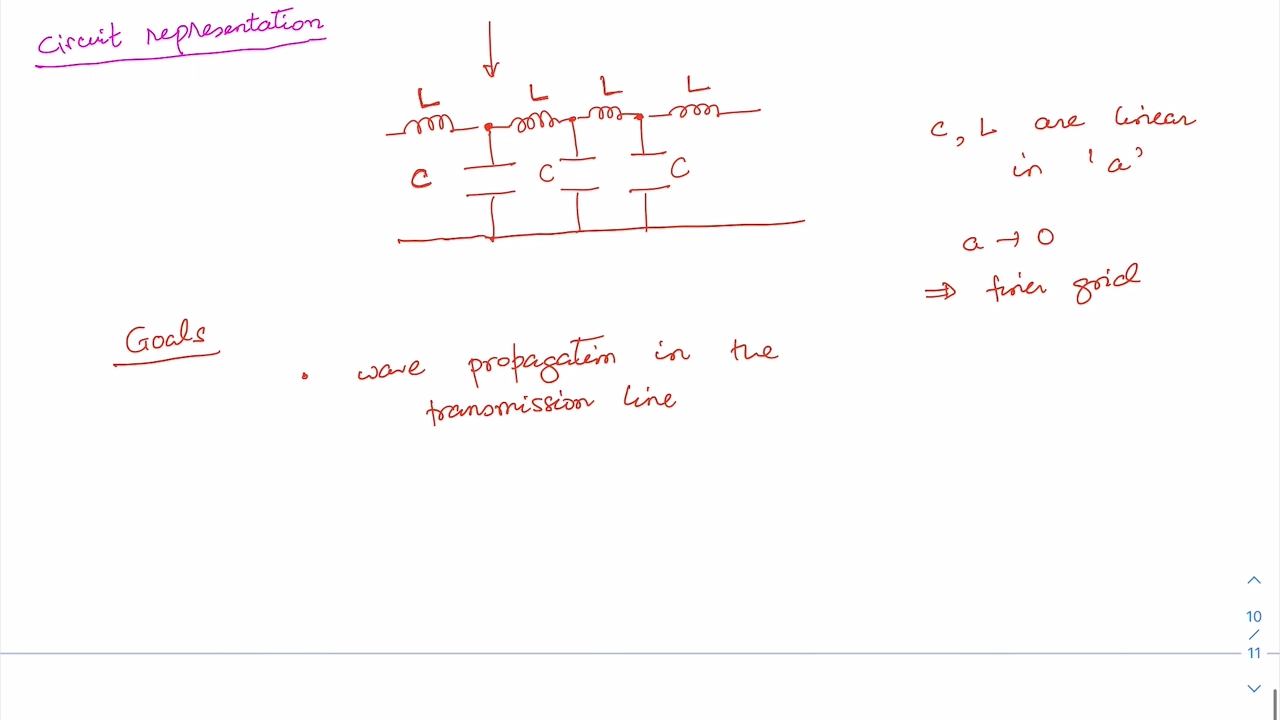 Circuit representation
L L L L
C C C
C, L are linear
in 'a'
a → 0
⇒ finer grid
Goals
• wave propagation in the
transmission line
10
/
11